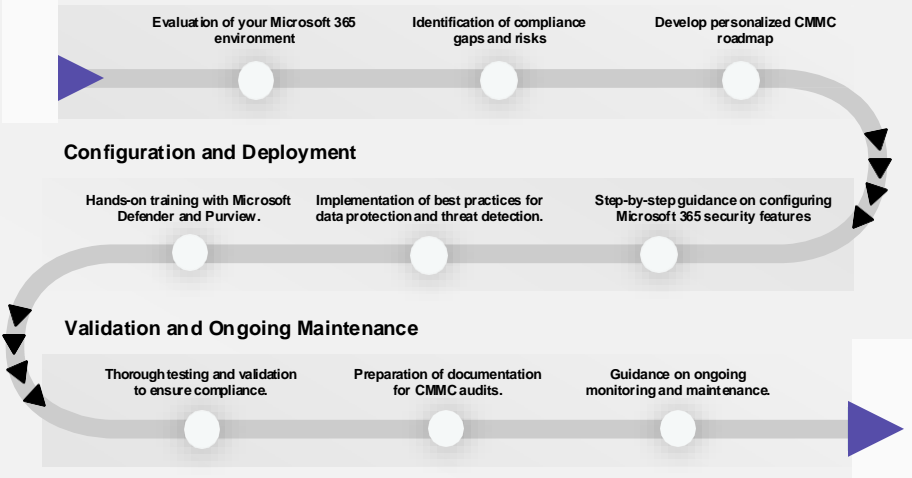 Evaluation of your Microsoft 365
environment
Identification of compliance
gaps and risks
Develop personalized CMMC
roadmap
Configuration and Deployment
Hands-on training with Microsoft
Defender and Purview.
Implementation of best practices for
data protection and threat detection.
Step-by-step guidance on configuring
Microsoft 365 security features
Validation and Ongoing Maintenance
Thorough testing and validation
to ensure compliance.
Preparation of documentation
for CMMC audits.
Guidance on ongoing
monitoring and maintenance.